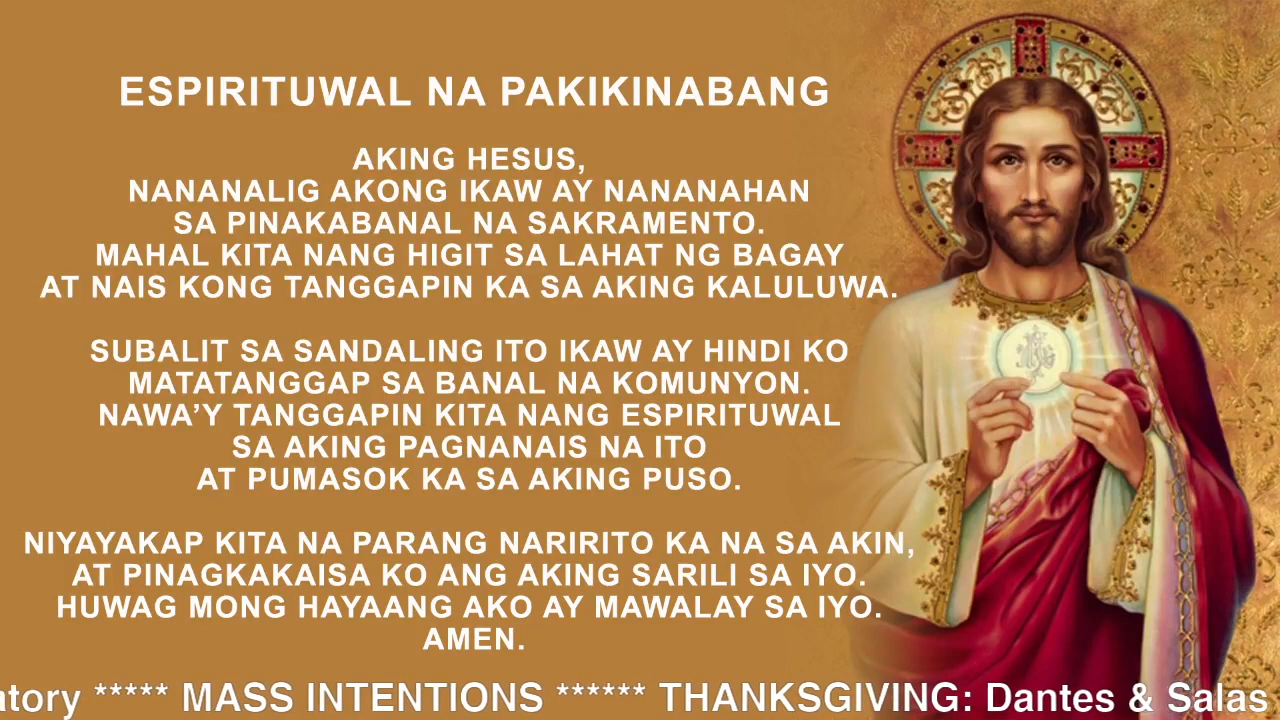 ESPIRITUWAL NA PAKIKINABANG
AKING HESUS,
NANANALIG AKONG IKAW AY NANANAHAN
SA PINAKABANAL NA SAKRAMENTO.
MAHAL KITA NANG HIGIT SA LAHAT NG BAGAY
AT NAIS KONG TANGGAPIN KA SA AKING KALULUWA.
SUBALIT SA SANDALING ITO IKAW AY HINDI KO
MATATANGGAP SA BANAL NA KOMUNYON.
NAWA’Y TANGGAPIN KITA NANG ESPIRITUWAL
SA AKING PAGNANAIS NA ITO
AT PUMASOK KA SA AKING PUSO.
NIYAYAKAP KITA NA PARANG NARIRITO KA NA SA AKIN,
AT PINAGKAKAISA KO ANG AKING SARILI SA IYO.
HUWAG MONG HAYAANG AKO AY MAWALAY SA IYO.
AMEN.
atory ***** MASS INTENTIONS ****** THANKSGIVING: Dantes & Salas